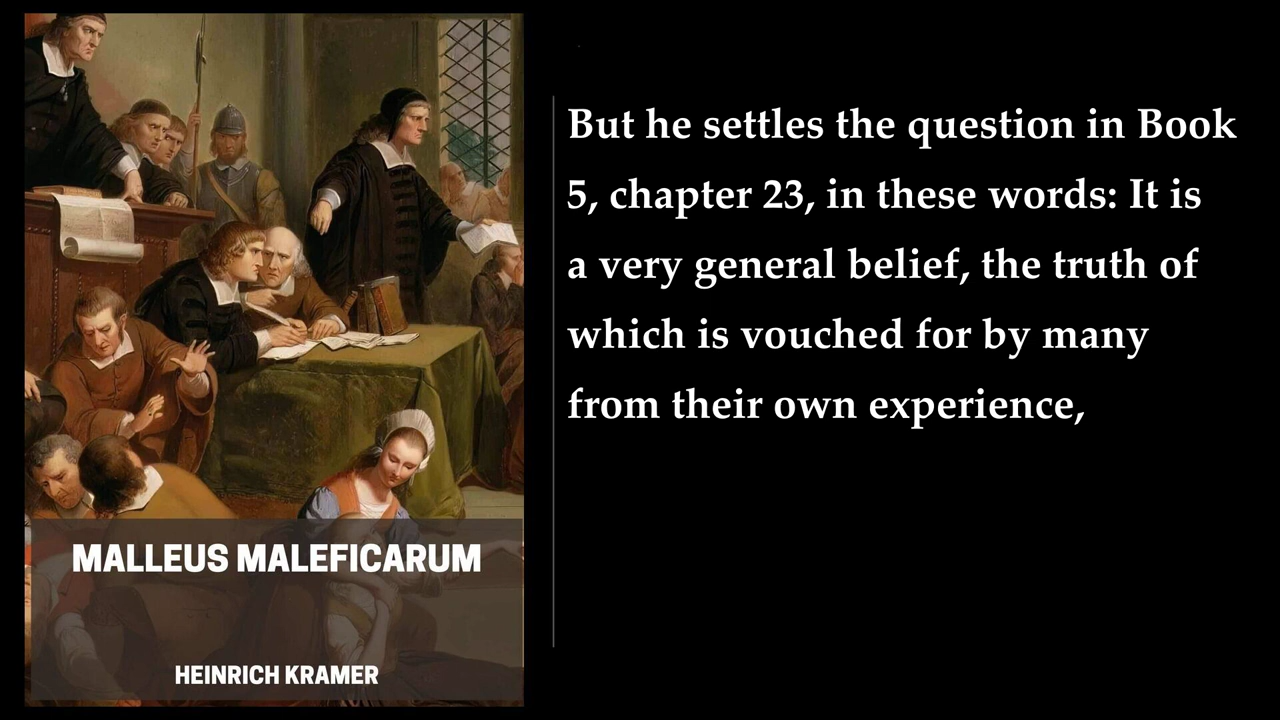 But he settles the question in Book
5, chapter 23, in these words: It is
a very general belief, the truth of
which is vouched for by many
from their own experience,
MALLEUS MALEFICARUM
HEINRICH KRAMER